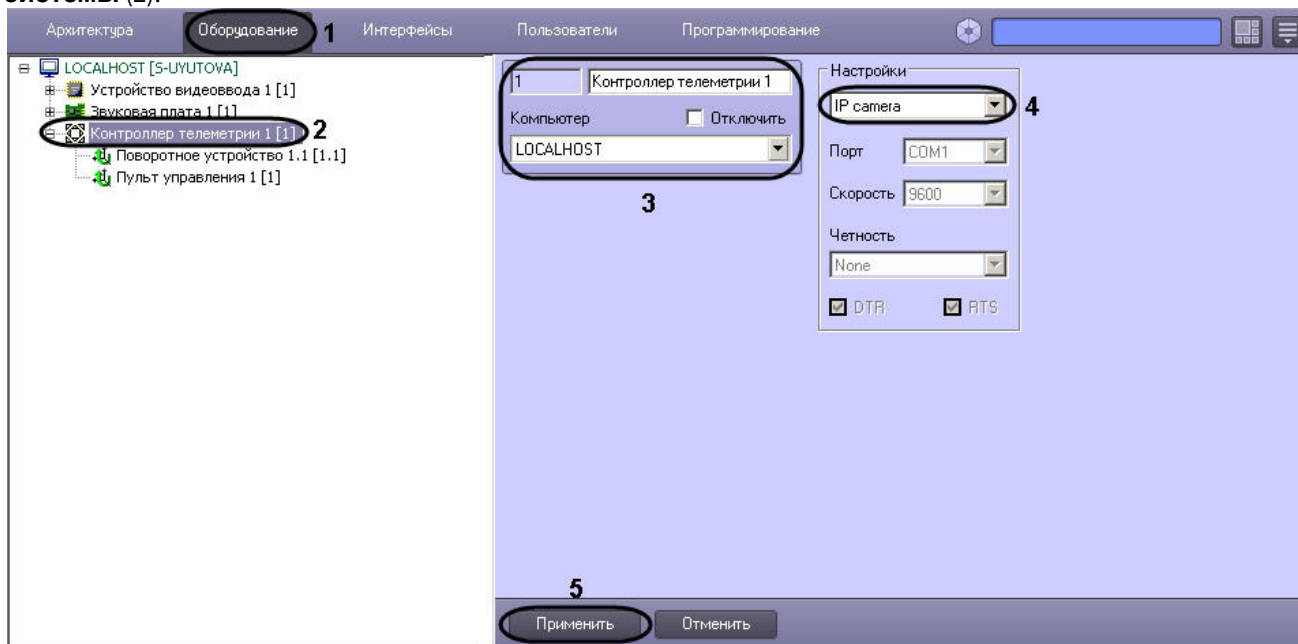 системы (2).
Архитектура Оборудование 1 Интерфейсы Пользователи Программирование
LOCALHOST [S-UYUTOVA]
Устройство видеоввода 1 [1]
Звуковая плата 1 [1]
Контроллер телеметрии 1 [1] 2
Поворотное устройство 1.1 [1.1]
Пульт управления 1 [1]
1 Контроллер телеметрии 1
Компьютер Отключить
LOCALHOST
3
Настройки
IP camera 4
Порт COM1
Скорость 9600
Четность
None
DTR RTS
5
Применить Отменить